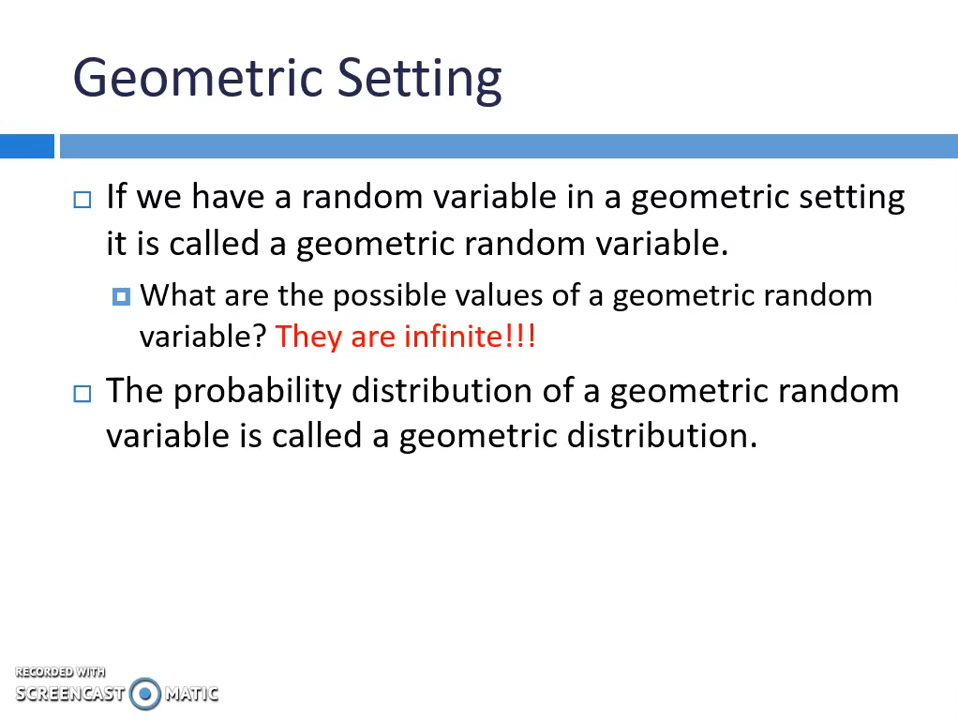 Geometric Setting
If we have a random variable in a geometric setting
it is called a geometric random variable.
What are the possible values of a geometric random
variable? They are infinite!!!
The probability distribution of a geometric random
variable is called a geometric distribution.
RECORDED WITH
SCREENCAST MATIC